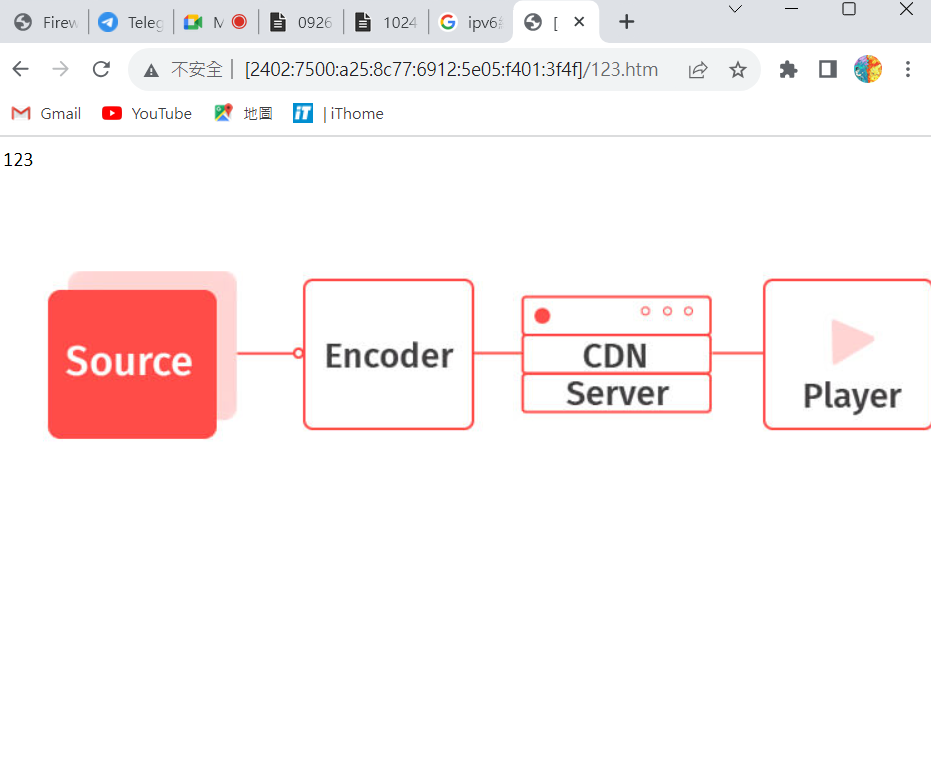 Firew Teleg M 0926 1024 ipv6 [
不安全 [2402:7500:a25:8c77:6912:5e05:f401:3f4f]/123.htm
Gmail YouTube 地圖 iT | iThome
123
Source
Encoder
CDN
Server
Player